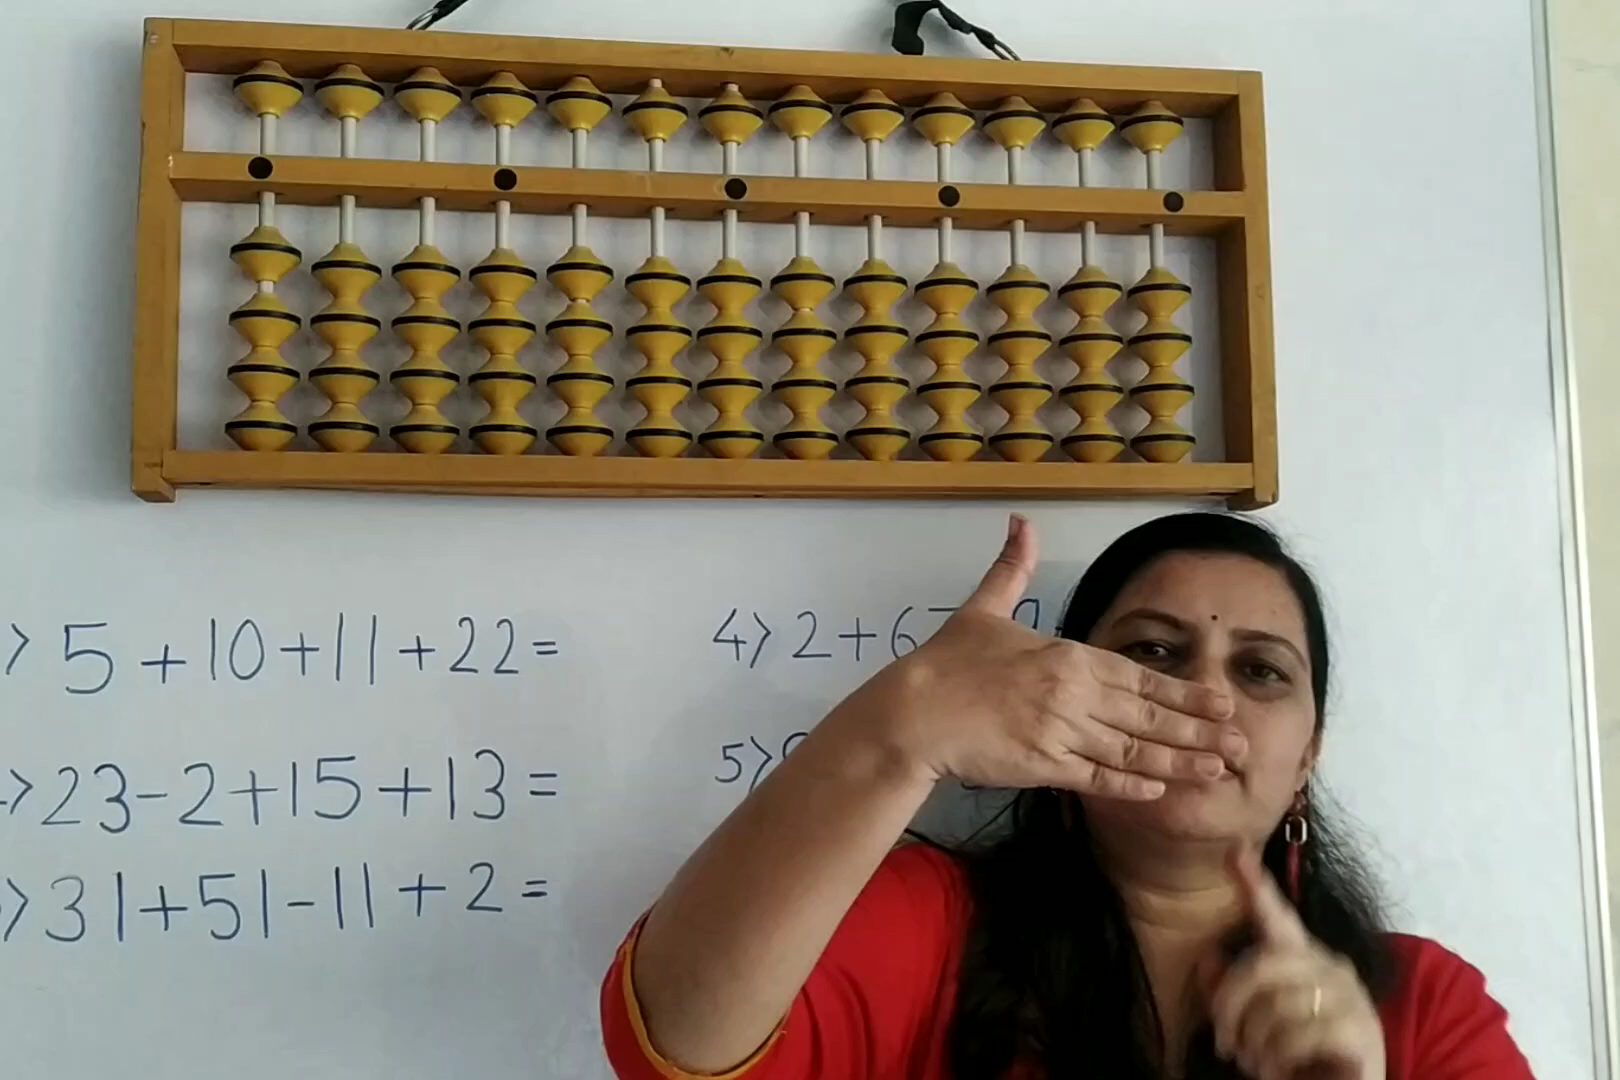 > 5 + 10 + 11 + 22 =
> 23 - 2 + 15 + 13 =
> 31 + 51 - 11 + 2 =
4> 2 + 6
5>